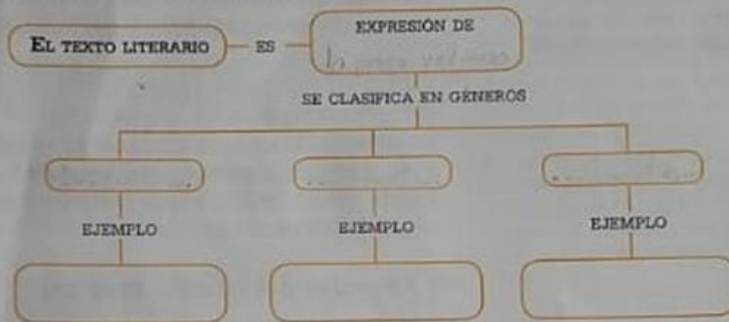 EL TEXTO LITERARIO ES EXPRESIÓN DE
SE CLASIFICA EN GÉNEROS
EJEMPLO EJEMPLO EJEMPLO